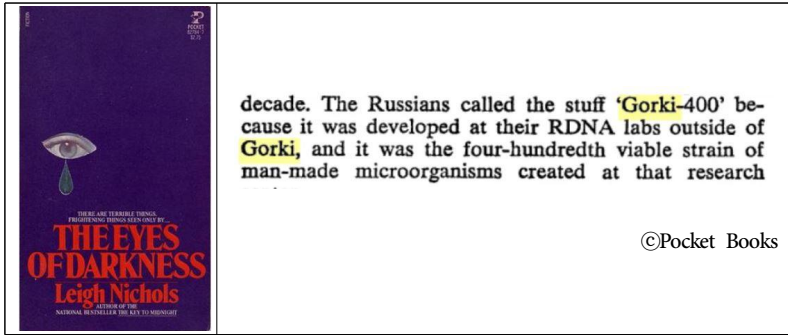 FICTION
POCKET
$2.75
THERE ARE TERRIBLE THINGS,
FRIGHTENING THINGS SEEN ONLY BY...
THE EYES
OF DARKNESS
Leigh Nichols
AUTHOR OF THE
NATIONAL BESTSELLER THE KEY TO MIDNIGHT
decade. The Russians called the stuff ‘Gorki-400’ be-
cause it was developed at their RDNA labs outside of
Gorki, and it was the four-hundredth viable strain of
man-made microorganisms created at that research
ⓒPocket Books